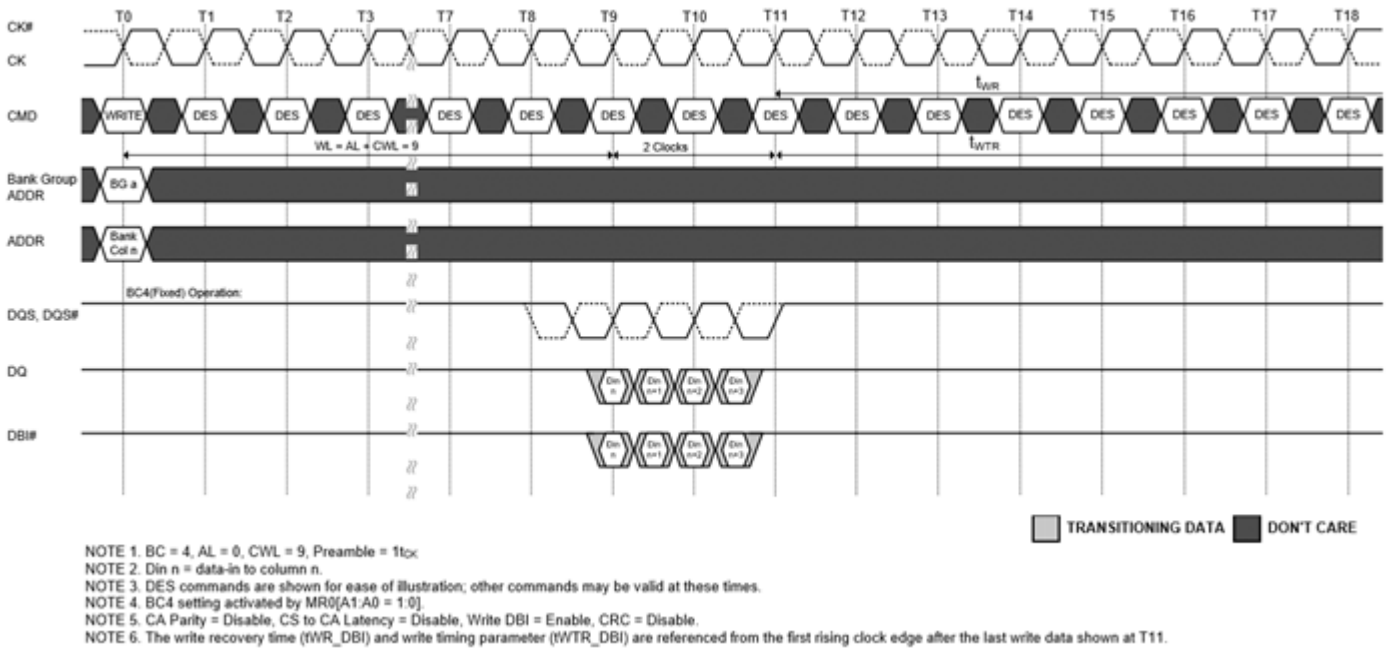 T0 T1 T2 T3 T7 T8 T9 T10 T11 T12 T13 T14 T15 T16 T17 T18
CK#
CK
tWR
CMD WRITE DES DES DES DES DES DES DES DES DES DES DES DES DES DES DES
WL = AL + CWL = 9 2 Clocks tWTR
Bank Group
ADDR
BG a
ADDR
Bank
Col n
BC4(Fixed) Operation:
DQS, DQS#
DQ
Din n Din n+1 Din n+2 Din n+3
DBI#
Din n Din n+1 Din n+2 Din n+3
TRANSITIONING DATA DON'T CARE
NOTE 1. BC = 4, AL = 0, CWL = 9, Preamble = 1tCK
NOTE 2. Din n = data-in to column n.
NOTE 3. DES commands are shown for ease of illustration; other commands may be valid at these times.
NOTE 4. BC4 setting activated by MR0[A1:A0 = 1:0].
NOTE 5. CA Parity = Disable, CS to CA Latency = Disable, Write DBI = Enable, CRC = Disable.
NOTE 6. The write recovery time (tWR_DBI) and write timing parameter (tWTR_DBI) are referenced from the first rising clock edge after the last write data shown at T11.